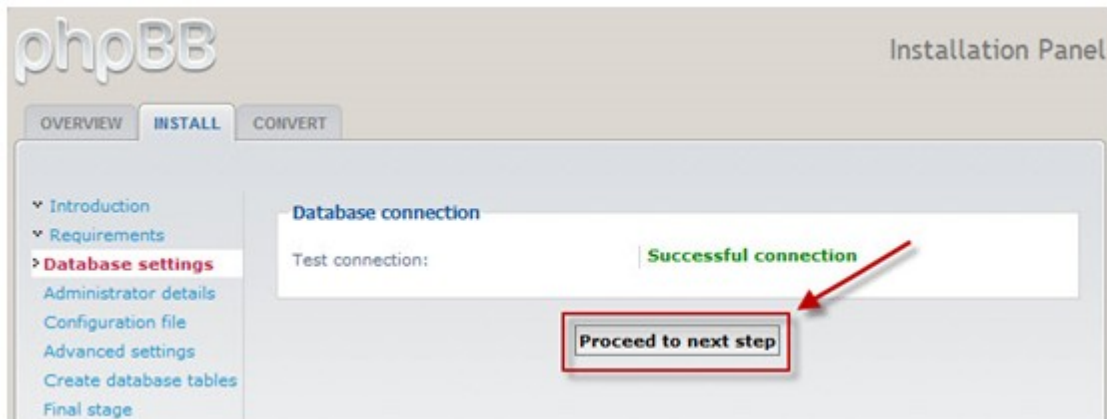 phpBB
Installation Panel
OVERVIEW INSTALL CONVERT
Introduction
Requirements
Database settings
Administrator details
Configuration file
Advanced settings
Create database tables
Final stage
Database connection
Test connection: Successful connection
Proceed to next step